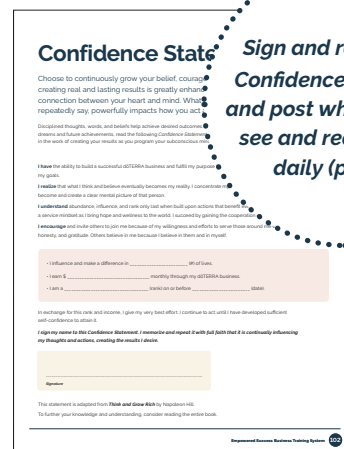 Confidence State
Sign and r
Confidence
and post wh
see and rec
daily (p
Choose to continuously grow your belief, courag
creating real and lasting results is greatly enhanc
connection between your heart and mind. What
repeatedly say, powerfully impacts how you act
Disciplined thoughts, words, and beliefs help achieve desired outcomes
dreams and future achievements, read the following Confidence Statem
in the work of creating your results as you program your subconscious min
I have the ability to build a successful dōTERRA business and fulfill my purpose
my goals.
I realize that what I think and believe eventually becomes my reality. I concentrate m
become and create a clear mental picture of that person.
I understand abundance, influence, and rank only last when built upon actions that benefit
a service mindset as I bring hope and wellness to the world. I succeed by gaining the cooperation
I encourage and invite others to join me because of my willingness and efforts to serve those around me
honesty, and gratitude. Others believe in me because I believe in them and in myself.
• I influence and make a difference in ____________________ (#) of lives.
• I earn $ ____________________ monthly through my dōTERRA business.
• I am a ____________________ (rank) on or before ____________________ (date).
In exchange for this rank and income, I give my very best effort. I continue to act until I have developed sufficient
self-confidence to attain it.
I sign my name to this Confidence Statement. I memorize and repeat it with full faith that it is continually influencing
my thoughts and actions, creating the results I desire.
Signature
This statement is adapted from Think and Grow Rich by Napoleon Hill.
To further your knowledge and understanding, consider reading the entire book.
Empowered Success Business Training System 102